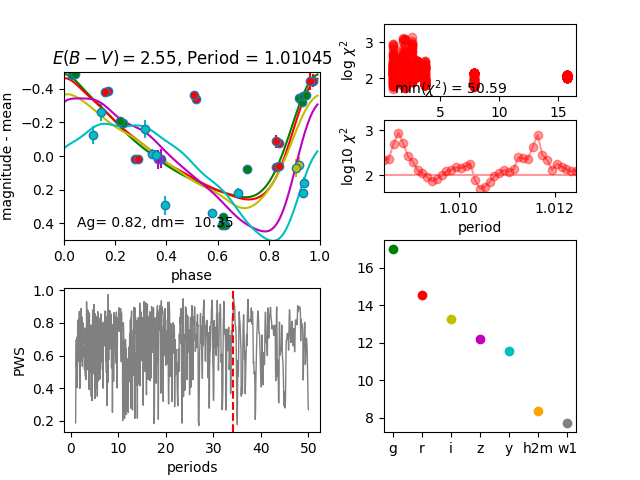 E(B − V) = 2.55, Period = 1.01045
−0.4
−0.2
0.0
0.2
0.4
magnitude - mean
Ag= 0.82, dm= 10.35
0.0 0.2 0.4 0.6 0.8 1.0
phase
3
2
log χ²
min(χ²) = 50.59
5 10 15
3
2
log10 χ²
1.010 1.012
period
1.0
0.8
0.6
0.4
0.2
PWS
0 10 20 30 40 50
periods
16
14
12
10
8
g r i z y h2m w1